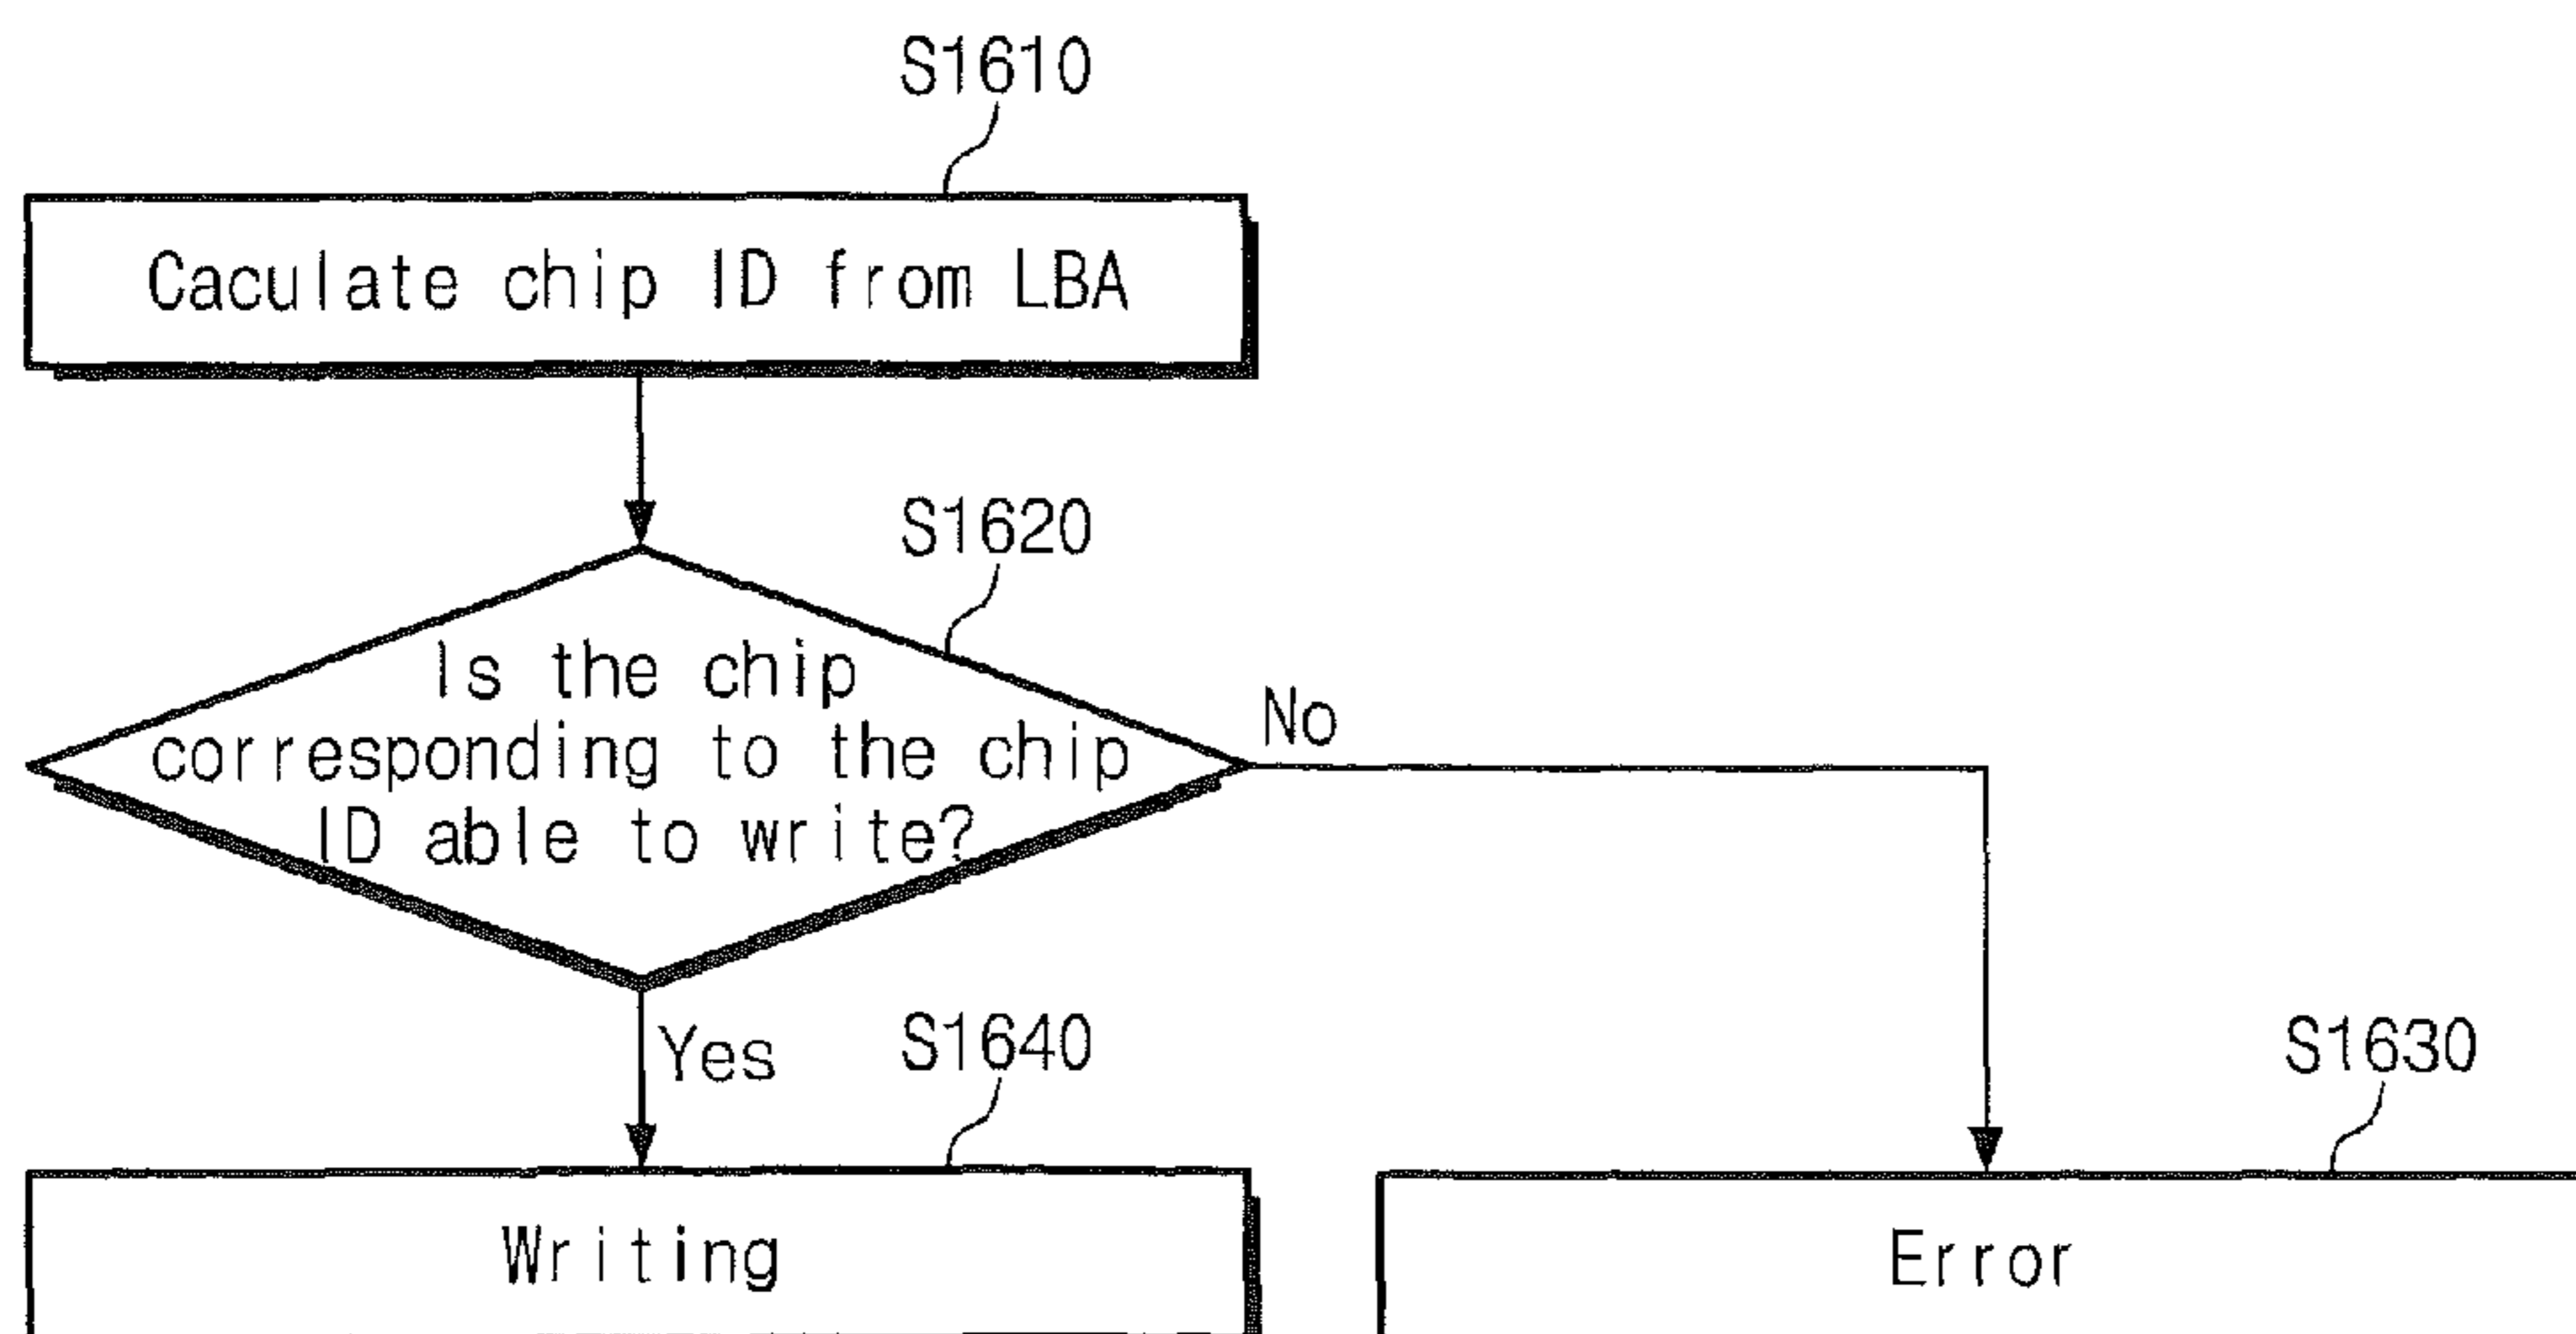 S1610
Caculate chip ID from LBA
S1620
Is the chip
corresponding to the chip
ID able to write?
No
Yes
S1640
S1630
Writing
Error